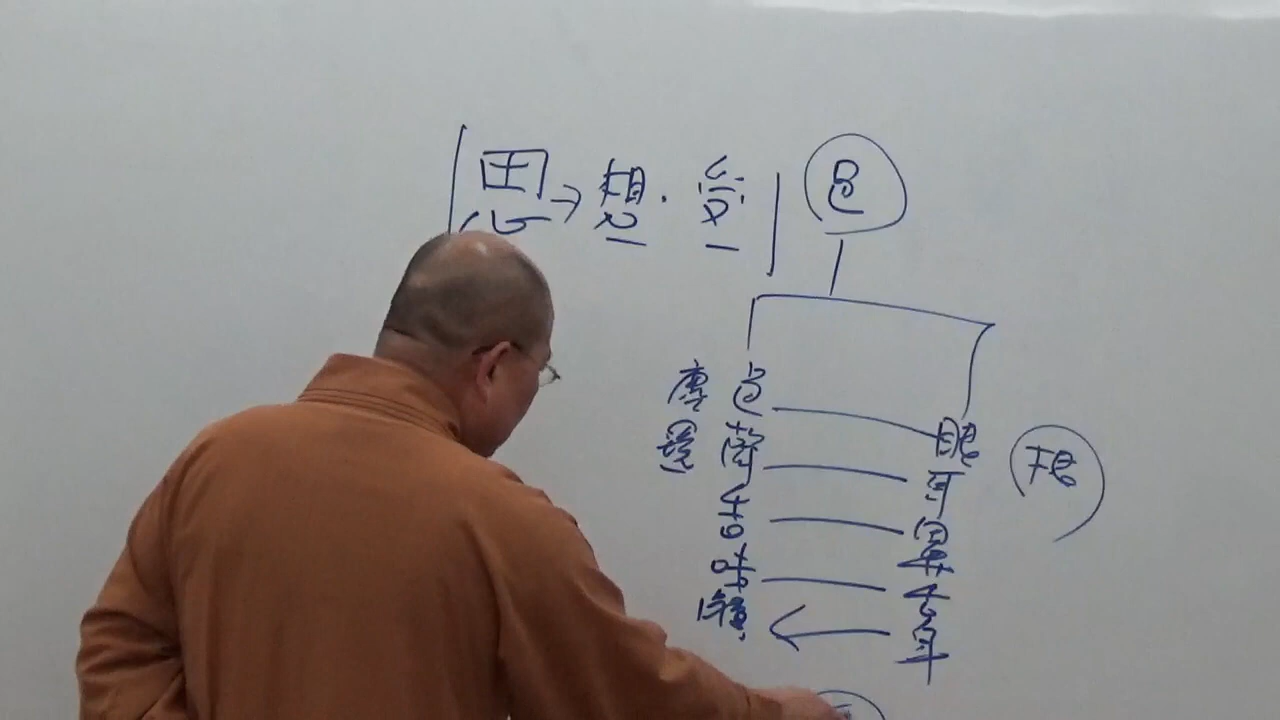 思→想.受 色
塵 色 眼
境 聲 耳 根
香 鼻
味 舌
觸 身